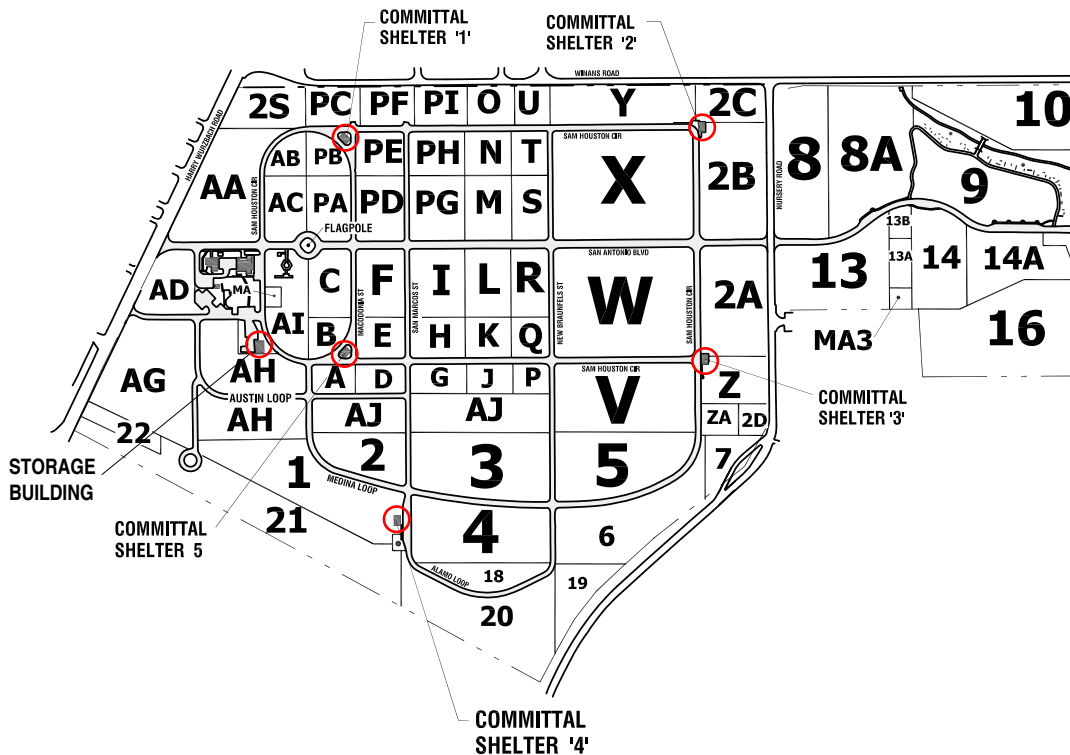 COMMITTAL
SHELTER '1'
COMMITTAL
SHELTER '2'
WINANS ROAD
2S PC PF PI O U Y 2C 10
HARRY WURZBACH ROAD
SAM HOUSTON CIR
AB PB PE PH N T X 2B 8 8A 9
AA AC PA PD PG M S
SAM HOUSTON CIR
NURSERY ROAD
FLAGPOLE
13B
13A
SAN ANTONIO BLVD
AD MA C F I L R W 2A 13 14 14A
MACODONIA ST
SAN MARCOS ST
NEW BRAUNFELS ST
SAM HOUSTON CIR
AI B E H K Q MA3 16
SAM HOUSTON CIR
AG AH A D G J P V Z
AUSTIN LOOP
COMMITTAL
SHELTER '3'
22 AH AJ AJ ZA 2D
STORAGE
BUILDING
1 2 3 5 7
MEDINA LOOP
COMMITTAL
SHELTER 5
21 4 6
ALAMO LOOP
18 19
20
COMMITTAL
SHELTER '4'